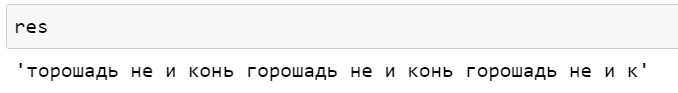 res
'торошадь не и конь горошадь не и конь горошадь не и к'